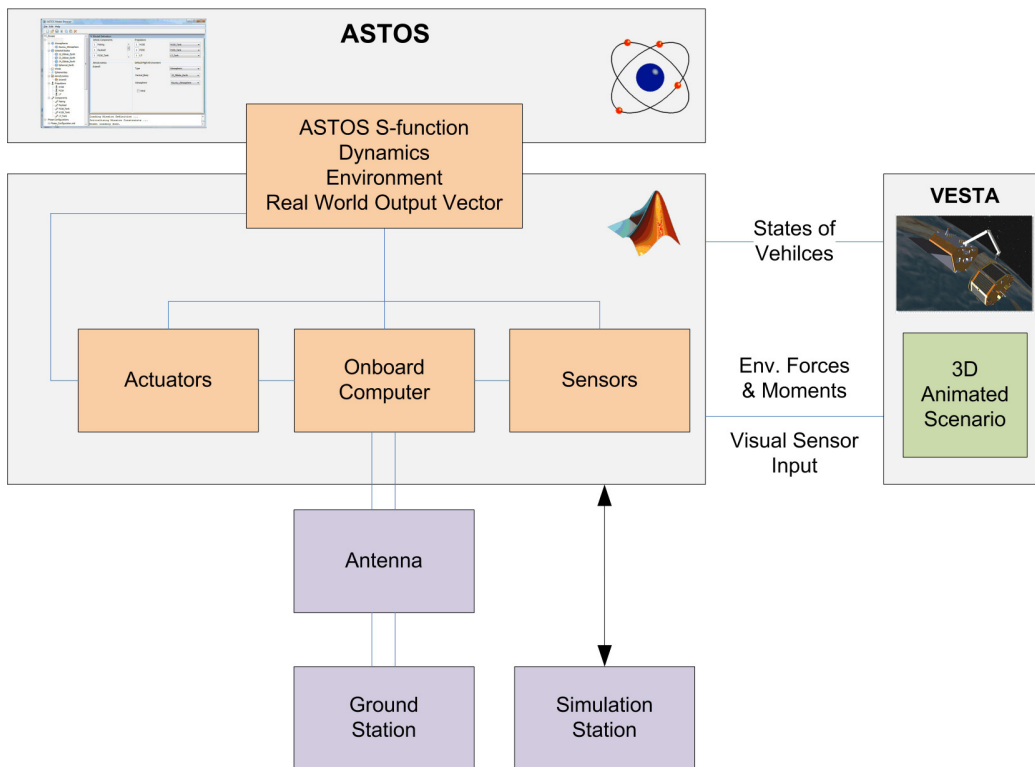 ASTOS
ASTOS S-function
Dynamics
Environment
Real World Output Vector
VESTA
States of
Vehilces
Actuators
Onboard
Computer
Sensors
Env. Forces
& Moments
3D
Animated
Scenario
Visual Sensor
Input
Antenna
Ground
Station
Simulation
Station